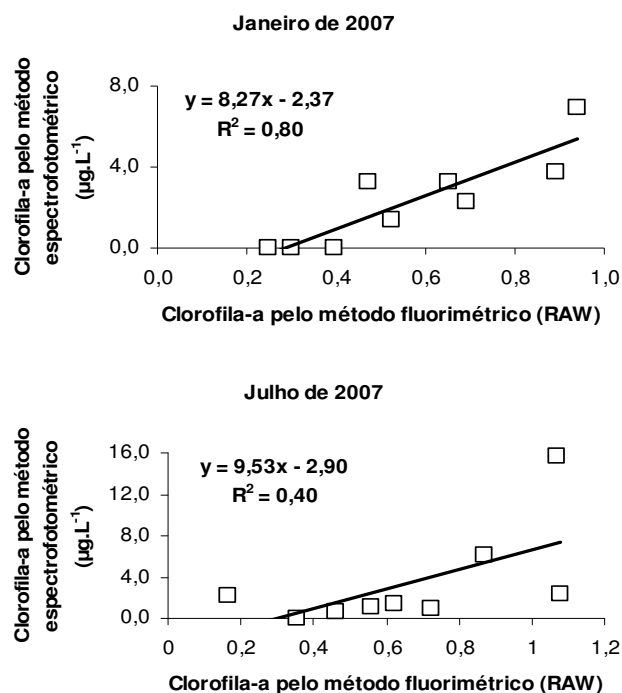 Janeiro de 2007
Clorofila-a pelo método
espectrofotométrico
(µg.L⁻¹)
8,0
4,0
0,0
y = 8,27x - 2,37
R² = 0,80
0,0 0,2 0,4 0,6 0,8 1,0
Clorofila-a pelo método fluorimétrico (RAW)
Julho de 2007
Clorofila-a pelo método
espectrofotométrico
(µg.L⁻¹)
16,0
12,0
8,0
4,0
0,0
y = 9,53x - 2,90
R² = 0,40
0 0,2 0,4 0,6 0,8 1 1,2
Clorofila-a pelo método fluorimétrico (RAW)